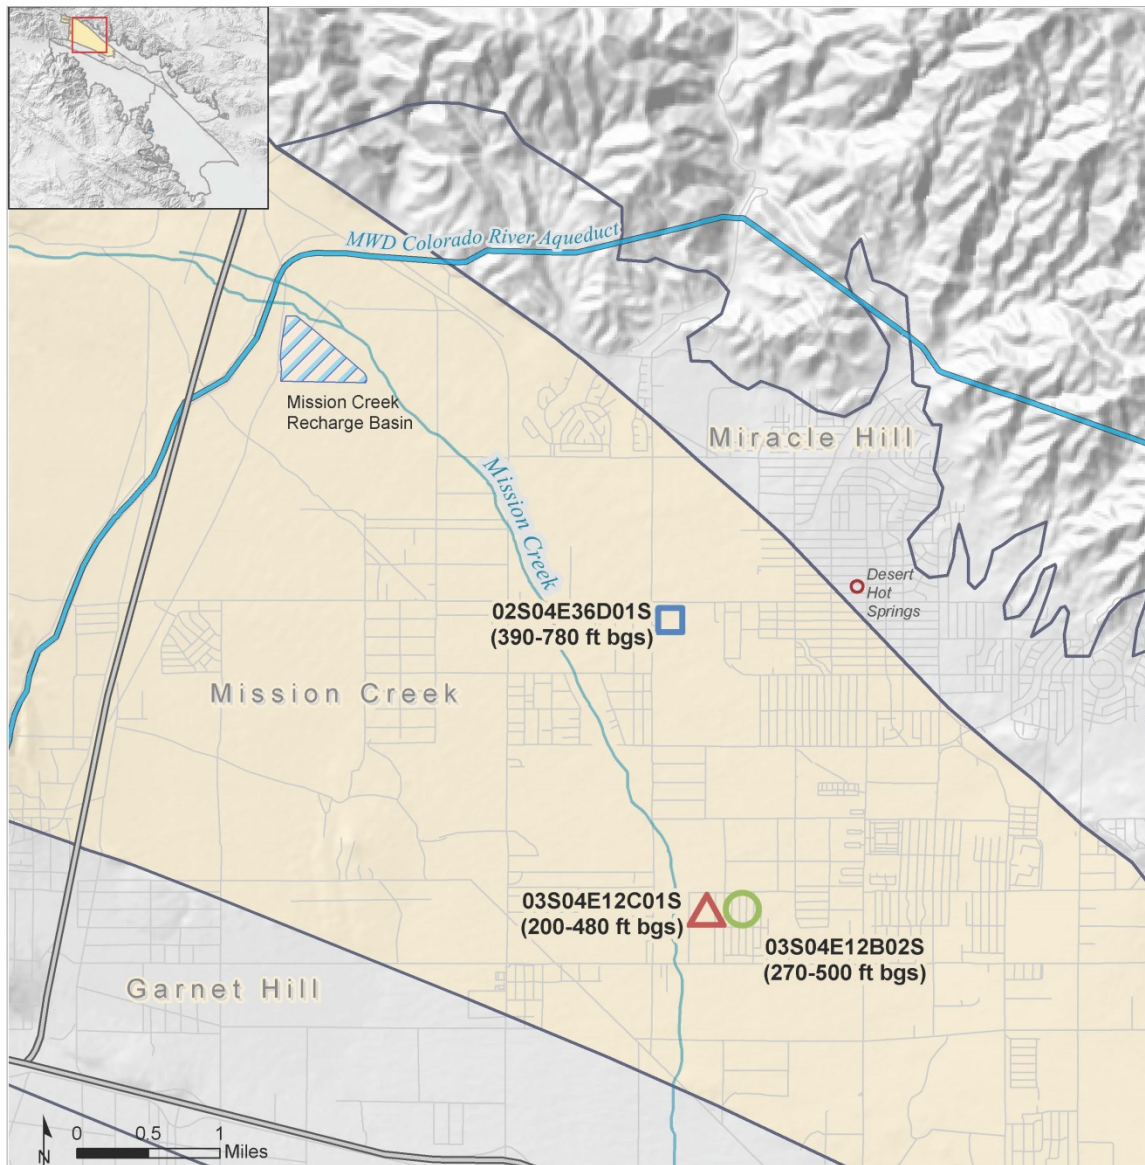 MWD Colorado River Aqueduct
Mission Creek
Recharge Basin
Miracle Hill
Mission Creek
Desert
Hot
Springs
02S04E36D01S
(390-780 ft bgs)
Mission Creek
03S04E12C01S
(200-480 ft bgs)
03S04E12B02S
(270-500 ft bgs)
Garnet Hill
0 0.5 1
Miles
N